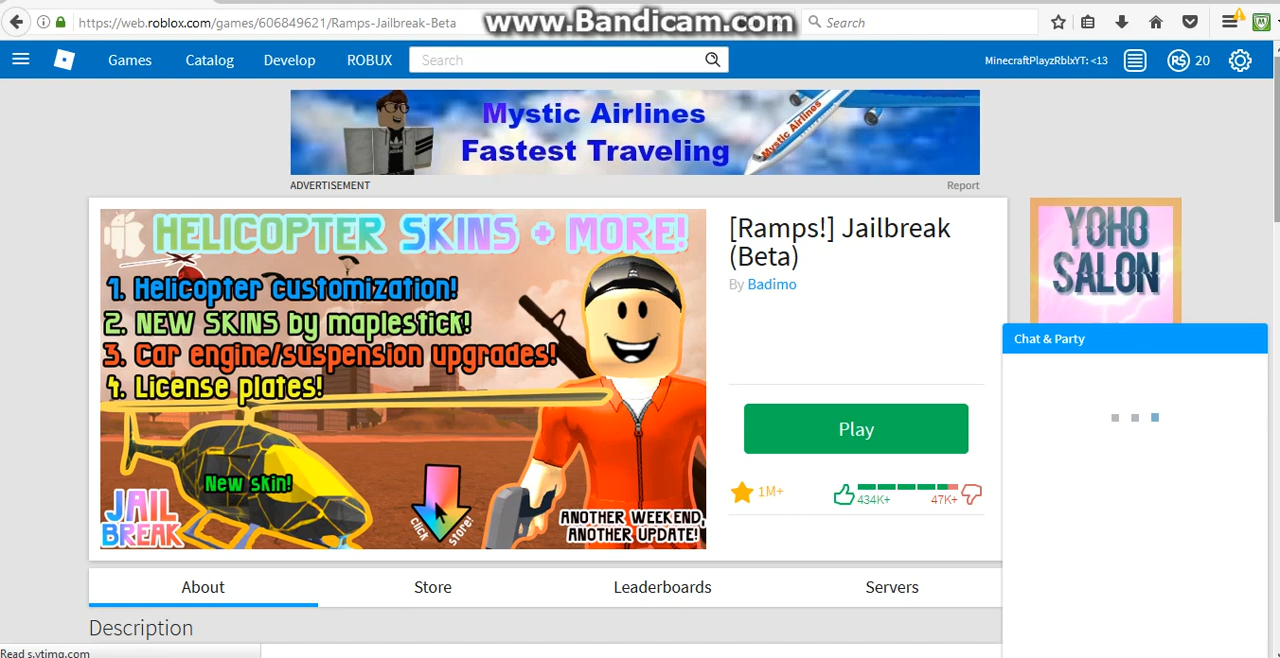 https://web.roblox.com/games/606849621/Ramps-Jailbreak-Beta
www.Bandicam.com
Search
Games
Catalog
Develop
ROBUX
Search
MinecraftPlayzRblxYT: <13
R$ 20
Mystic Airlines
Fastest Traveling
Mystic Airlines
ADVERTISEMENT
Report
HELICOPTER SKINS + MORE!
1. Helicopter customization!
2. NEW SKINS by maplestick!
3. Car engine/suspension upgrades!
4. License plates!
New skin!
JAIL
BREAK
click store!
ANOTHER WEEKEND,
ANOTHER UPDATE!
[Ramps!] Jailbreak
(Beta)
By Badimo
Play
1M+
434K+
47K+
YOHO
SALON
Chat & Party
About
Store
Leaderboards
Servers
Description
Read s.ytimg.com